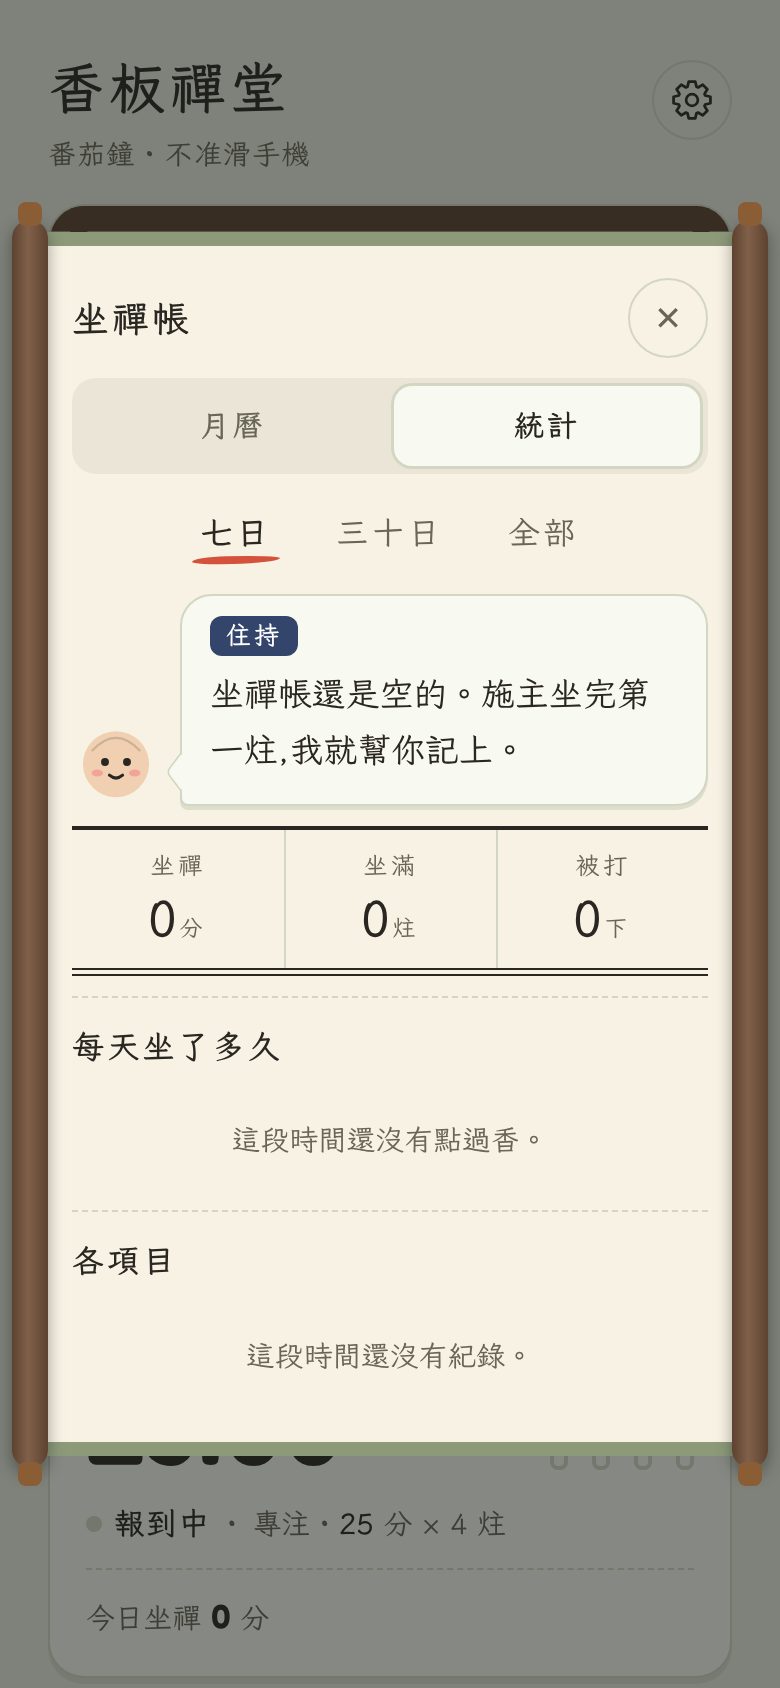 香板禪堂
番茄鐘・不准滑手機
坐禪帳
月曆
統計
七日
三十日
全部
住持
坐禪帳還是空的。施主坐完第
一炷,我就幫你記上。
坐禪
坐滿
被打
0分
0炷
0下
每天坐了多久
這段時間還沒有點過香。
各項目
這段時間還沒有紀錄。
報到中・專注・25 分 × 4 炷
今日坐禪 0 分